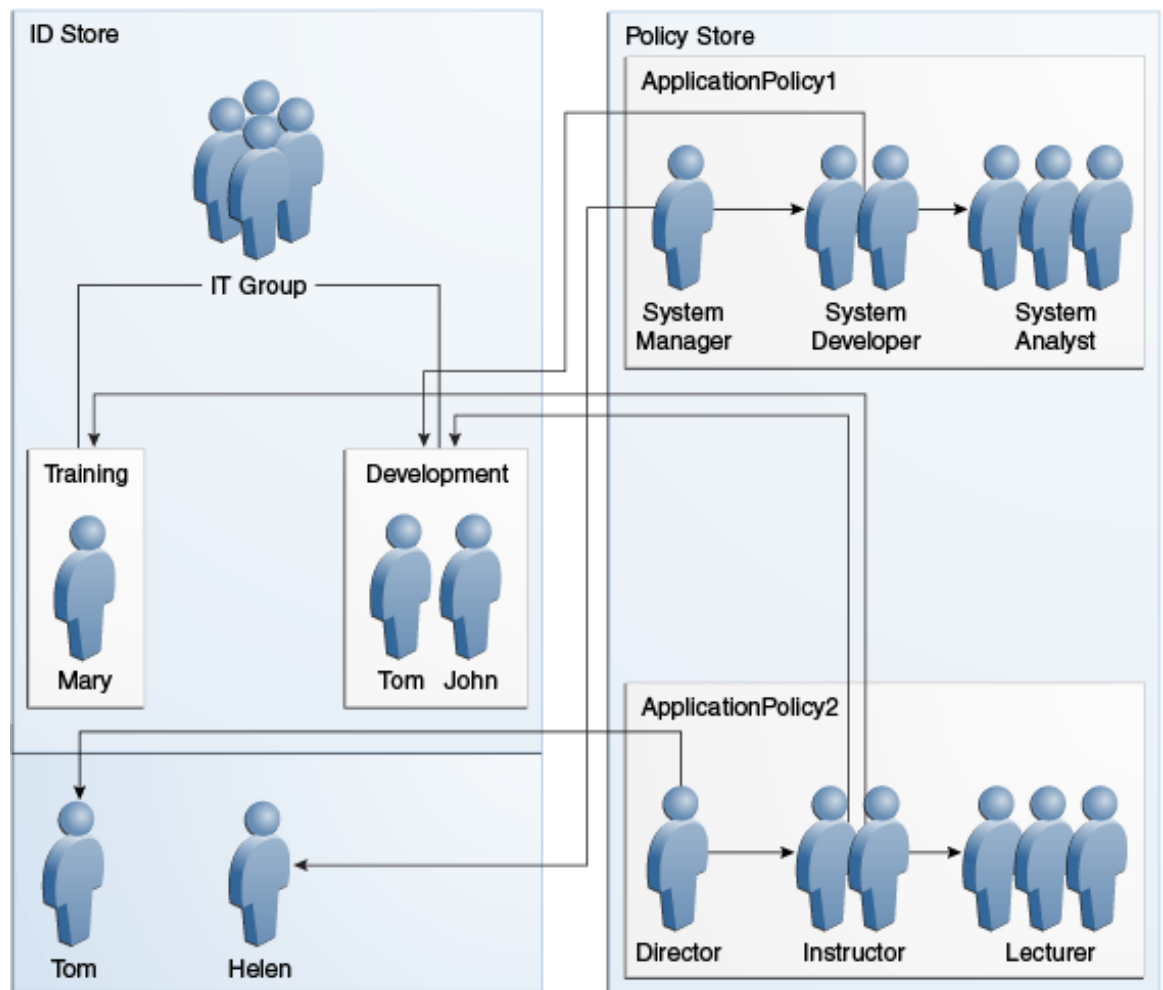 ID Store
IT Group
Training
Development
Mary
Tom John
Tom
Helen
Policy Store
ApplicationPolicy1
System
Manager
System
Developer
System
Analyst
ApplicationPolicy2
Director
Instructor
Lecturer